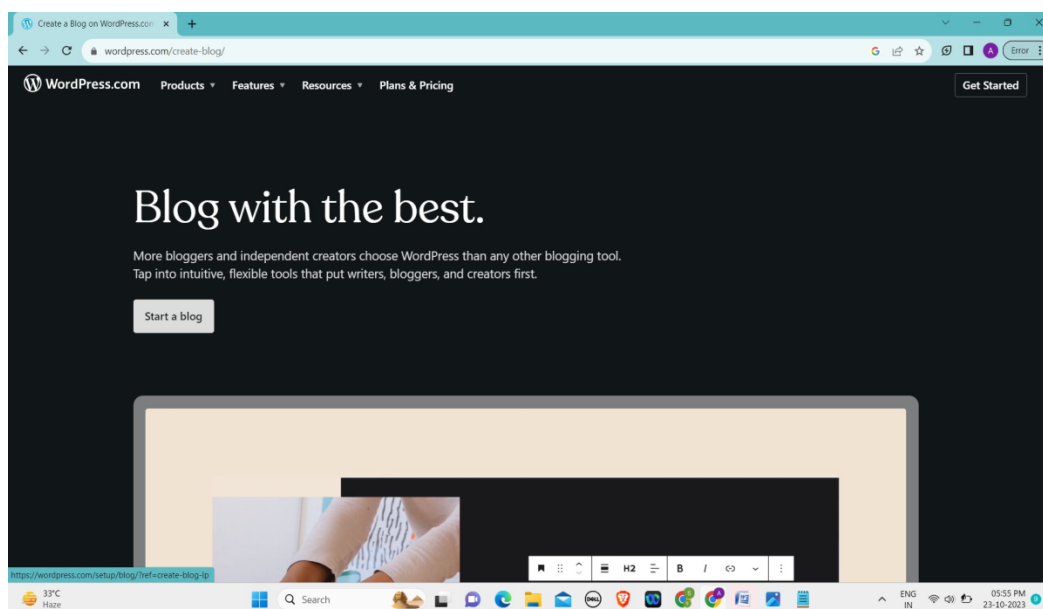 Create a Blog on WordPress.com
wordpress.com/create-blog/
Error
WordPress.com Products Features Resources Plans & Pricing Get Started
Blog with the best.
More bloggers and independent creators choose WordPress than any other blogging tool.
Tap into intuitive, flexible tools that put writers, bloggers, and creators first.
Start a blog
H2 B I
https://wordpress.com/setup/blog/?ref=create-blog-lp
33°C
Haze
Search
DELL
ENG
IN
05:55 PM
23-10-2023